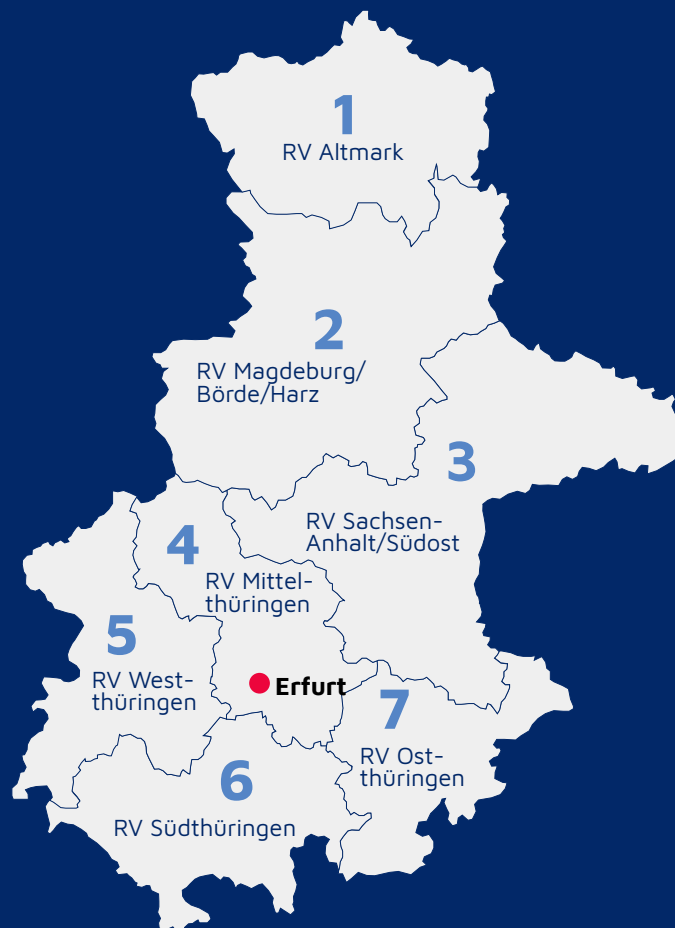 1
RV Altmark
2
RV Magdeburg/
Börde/Harz
3
RV Sachsen-
Anhalt/Südost
4
RV Mittel-
thüringen
5
RV West-
thüringen
Erfurt
7
RV Ost-
thüringen
6
RV Südthüringen